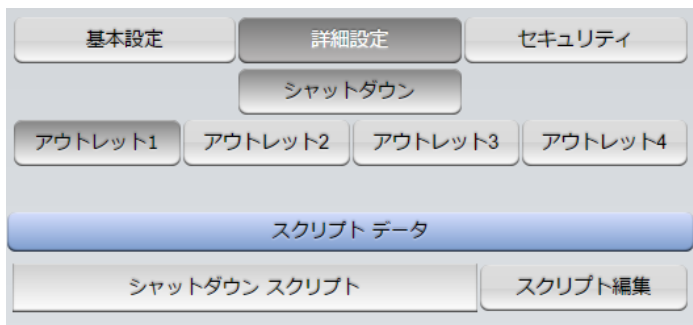 基本設定 詳細設定 セキュリティ
シャットダウン
アウトレット1 アウトレット2 アウトレット3 アウトレット4
スクリプト データ
シャットダウン スクリプト スクリプト編集